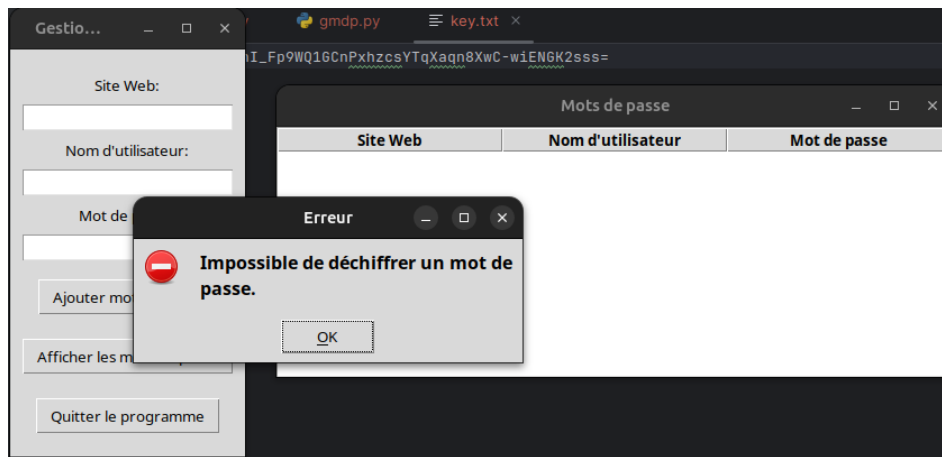 Gestio...
gmdp.py
key.txt
I_Fp9WQ1GCnPxhzcsYTqXaqn8XwC-wiENGK2sss=
Site Web:
Nom d'utilisateur:
Mot de
Ajouter mo
Afficher les m
Quitter le programme
Mots de passe
Site Web Nom d'utilisateur Mot de passe
Erreur
Impossible de déchiffrer un mot de
passe.
OK